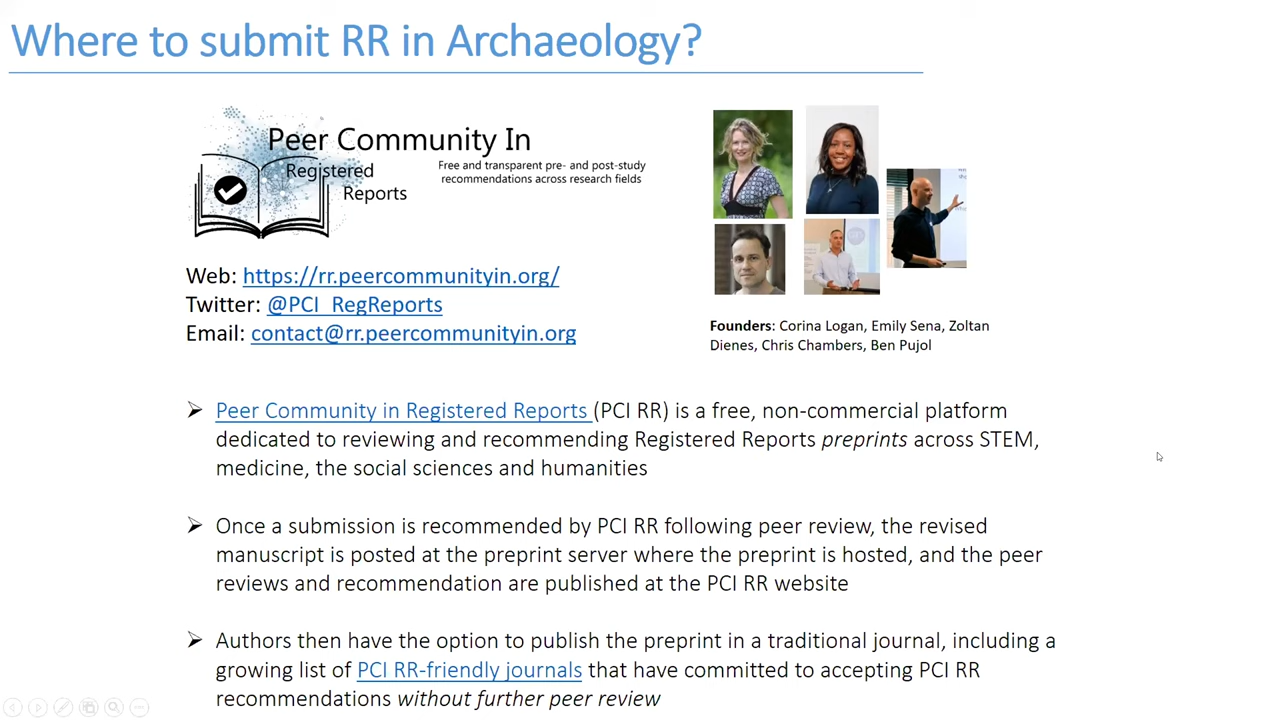 Where to submit RR in Archaeology?
Peer Community In
Registered
Reports
Free and transparent pre- and post-study
recommendations across research fields
Web: https://rr.peercommunityin.org/
Twitter: @PCI_RegReports
Email: contact@rr.peercommunityin.org
Founders: Corina Logan, Emily Sena, Zoltan
Dienes, Chris Chambers, Ben Pujol
➢ Peer Community in Registered Reports (PCI RR) is a free, non-commercial platform
dedicated to reviewing and recommending Registered Reports preprints across STEM,
medicine, the social sciences and humanities
➢ Once a submission is recommended by PCI RR following peer review, the revised
manuscript is posted at the preprint server where the preprint is hosted, and the peer
reviews and recommendation are published at the PCI RR website
➢ Authors then have the option to publish the preprint in a traditional journal, including a
growing list of PCI RR-friendly journals that have committed to accepting PCI RR
recommendations without further peer review